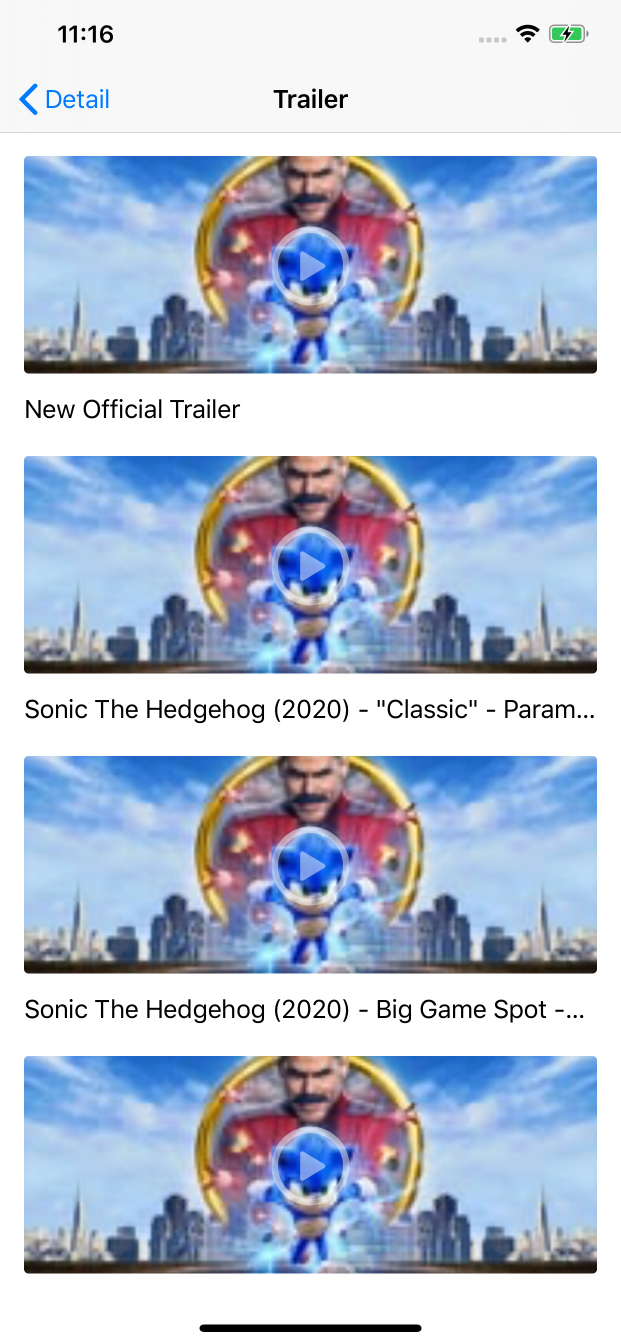 11:16
Detail
Trailer
New Official Trailer
Sonic The Hedgehog (2020) - "Classic" - Param...
Sonic The Hedgehog (2020) - Big Game Spot -...